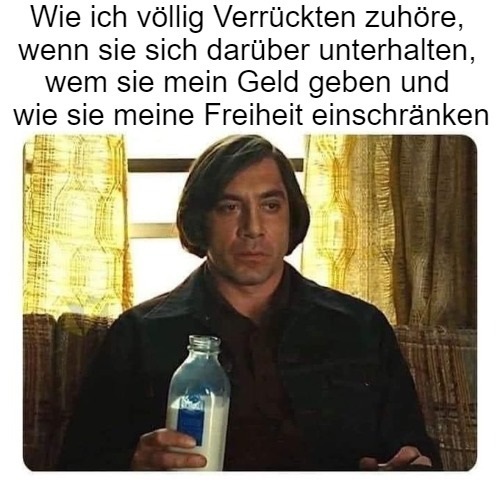 Wie ich völlig Verrückten zuhöre,
wenn sie sich darüber unterhalten,
wem sie mein Geld geben und
wie sie meine Freiheit einschränken